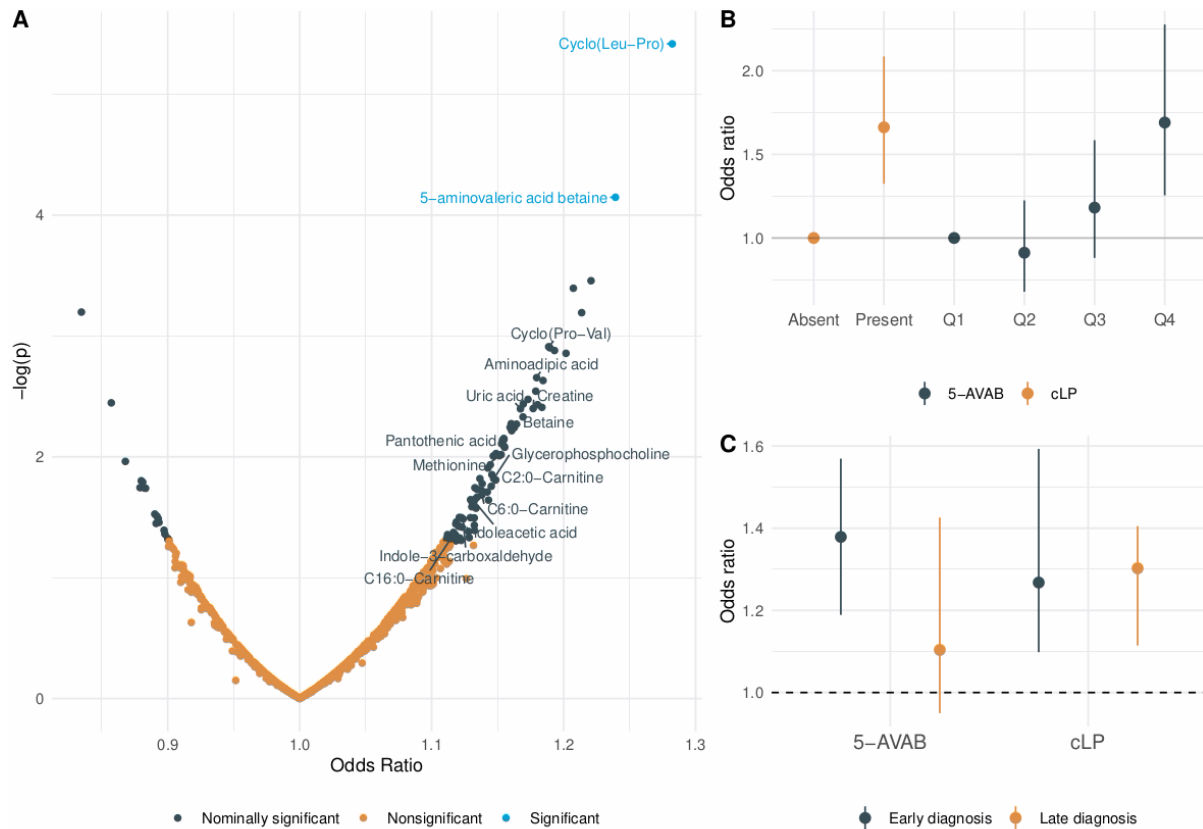 A
Cyclo(Leu−Pro)
5−aminovaleric acid betaine
Cyclo(Pro−Val)
Aminoadipic acid
Uric acid
Creatine
Betaine
Pantothenic acid
Glycerophosphocholine
Methionine
C2:0−Carnitine
C6:0−Carnitine
Indoleacetic acid
Indole−3−carboxaldehyde
C16:0−Carnitine
−log(p)
4
2
0
0.9 1.0 1.1 1.2 1.3
Odds Ratio
Nominally significant Nonsignificant Significant
B
Odds ratio
2.0
1.5
1.0
Absent Present Q1 Q2 Q3 Q4
5−AVAB cLP
C
Odds ratio
1.6
1.4
1.2
1.0
5−AVAB cLP
Early diagnosis Late diagnosis